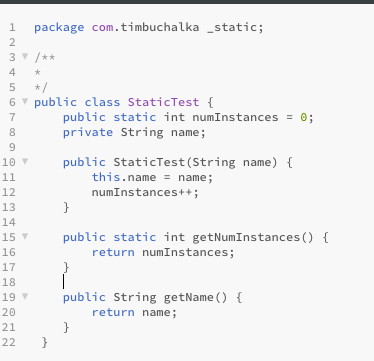 1 package com.timbuchalka _static;
2
3 /**
4 *
5 */
6 public class StaticTest {
7 public static int numInstances = 0;
8 private String name;
9
10 public StaticTest(String name) {
11 this.name = name;
12 numInstances++;
13 }
14
15 public static int getNumInstances() {
16 return numInstances;
17 }
18
19 public String getName() {
20 return name;
21 }
22 }